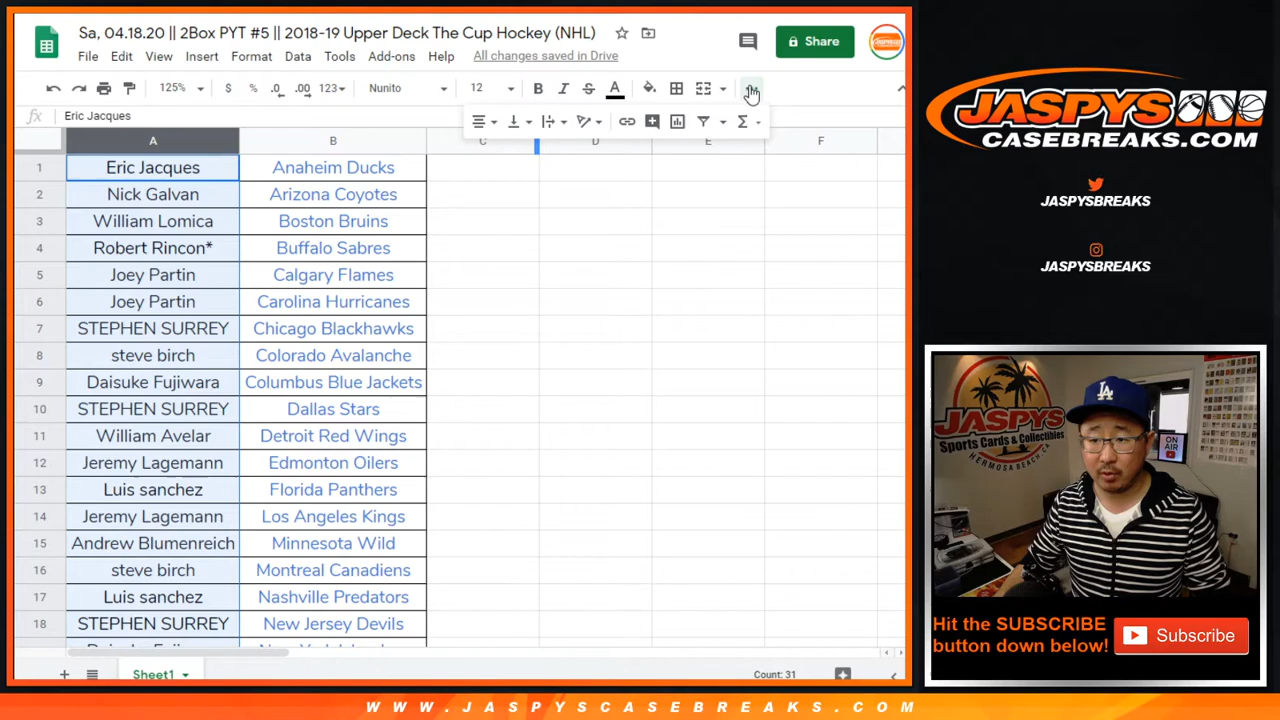 Sa, 04.18.20 || 2Box PYT #5 || 2018-19 Upper Deck The Cup Hockey (NHL)
File Edit View Insert Format Data Tools Add-ons Help All changes saved in Drive
Share
125% $ % .0 .00 123 Nunito 12 B I S A
fx Eric Jacques
A B C D E F
1 Eric Jacques Anaheim Ducks
2 Nick Galvan Arizona Coyotes
3 William Lomica Boston Bruins
4 Robert Rincon* Buffalo Sabres
5 Joey Partin Calgary Flames
6 Joey Partin Carolina Hurricanes
7 STEPHEN SURREY Chicago Blackhawks
8 steve birch Colorado Avalanche
9 Daisuke Fujiwara Columbus Blue Jackets
10 STEPHEN SURREY Dallas Stars
11 William Avelar Detroit Red Wings
12 Jeremy Lagemann Edmonton Oilers
13 Luis sanchez Florida Panthers
14 Jeremy Lagemann Los Angeles Kings
15 Andrew Blumenreich Minnesota Wild
16 steve birch Montreal Canadiens
17 Luis sanchez Nashville Predators
18 STEPHEN SURREY New Jersey Devils
Sheet1
Count: 31
JASPYS
CASEBREAKS.COM
JASPYSBREAKS
JASPYSBREAKS
JASPYS
Sports Cards & Collectibles
HERMOSA BEACH, CA
ON
AIR
LA
Hit the SUBSCRIBE
button down below!
Subscribe
WWW.JASPYSCASEBREAKS.COM